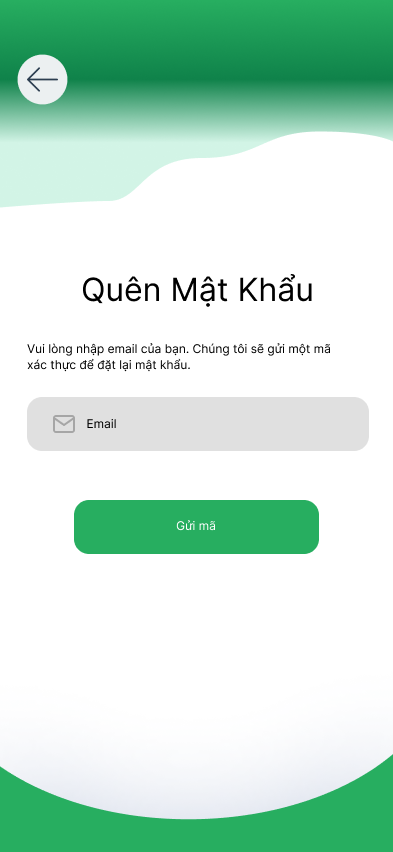 Quên Mật Khẩu
Vui lòng nhập email của bạn. Chúng tôi sẽ gửi một mã
xác thực để đặt lại mật khẩu.
Email
Gửi mã